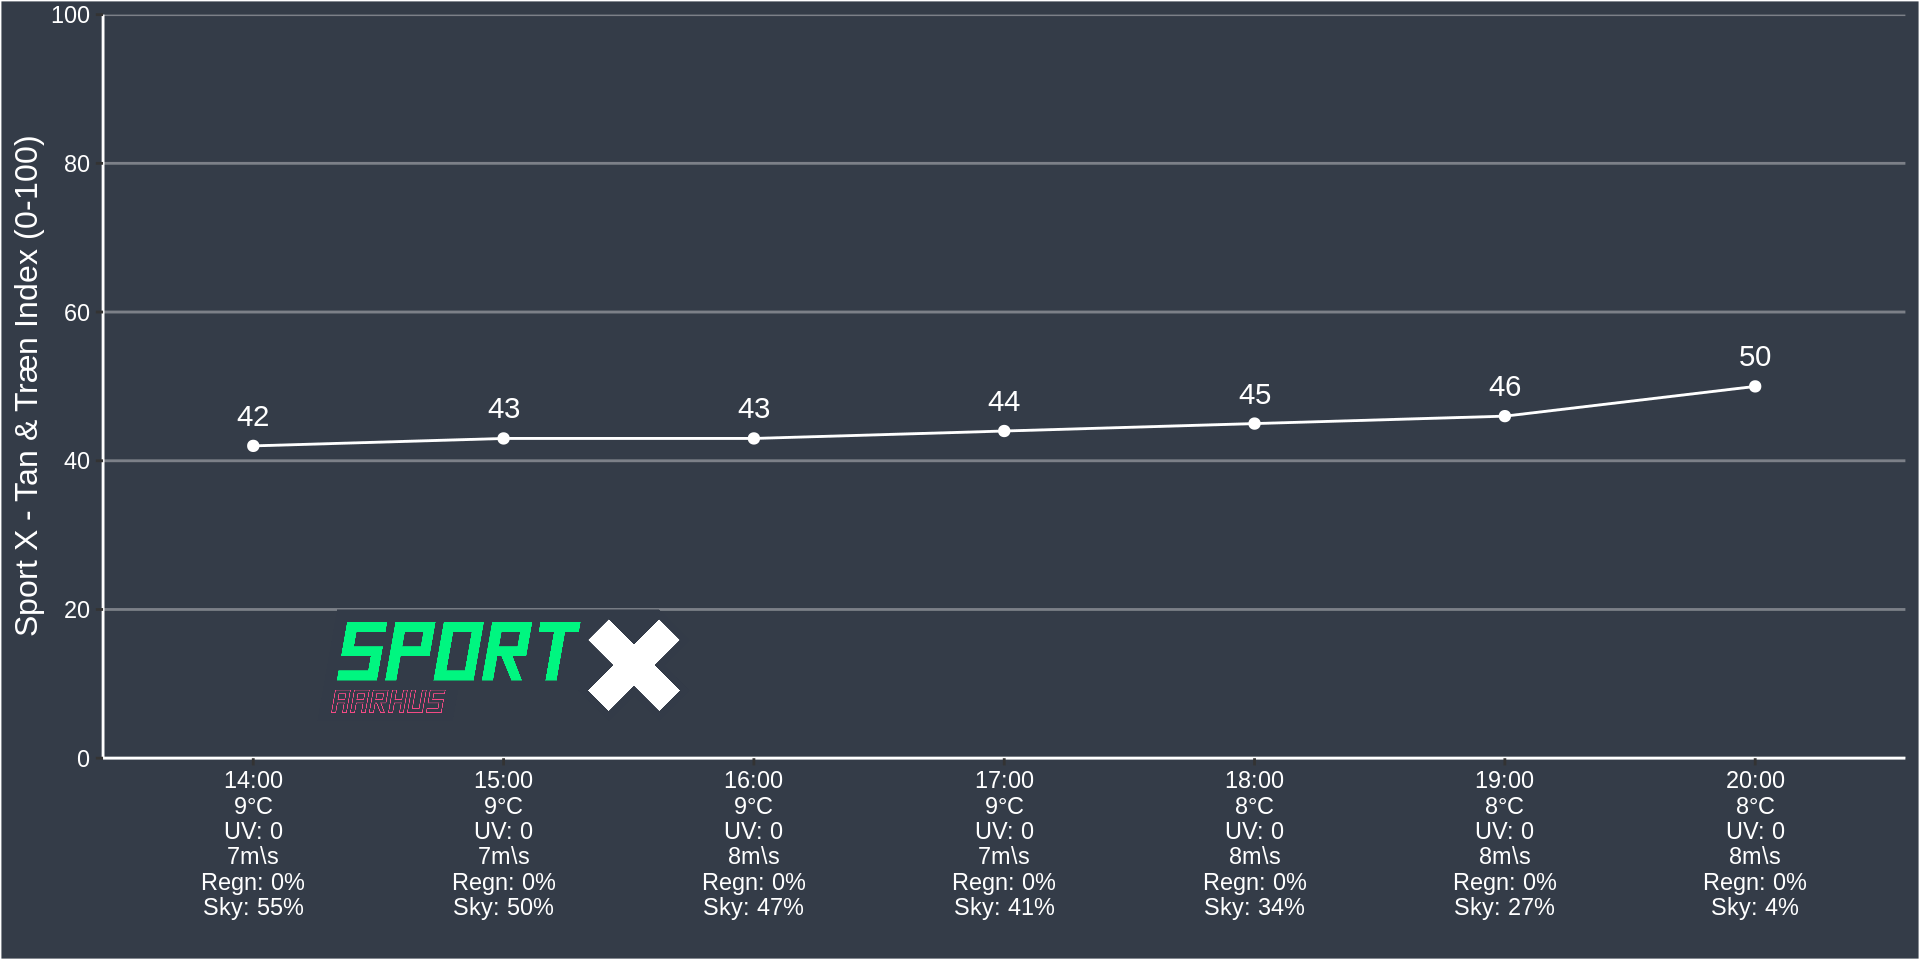 Sport X - Tan & Træn Index (0-100)
100
80
60
40
20
0
42
43
43
44
45
46
50
SPORT X
AARHUS
14:00
9°C
UV: 0
7m\s
Regn: 0%
Sky: 55%
15:00
9°C
UV: 0
7m\s
Regn: 0%
Sky: 50%
16:00
9°C
UV: 0
8m\s
Regn: 0%
Sky: 47%
17:00
9°C
UV: 0
7m\s
Regn: 0%
Sky: 41%
18:00
8°C
UV: 0
8m\s
Regn: 0%
Sky: 34%
19:00
8°C
UV: 0
8m\s
Regn: 0%
Sky: 27%
20:00
8°C
UV: 0
8m\s
Regn: 0%
Sky: 4%